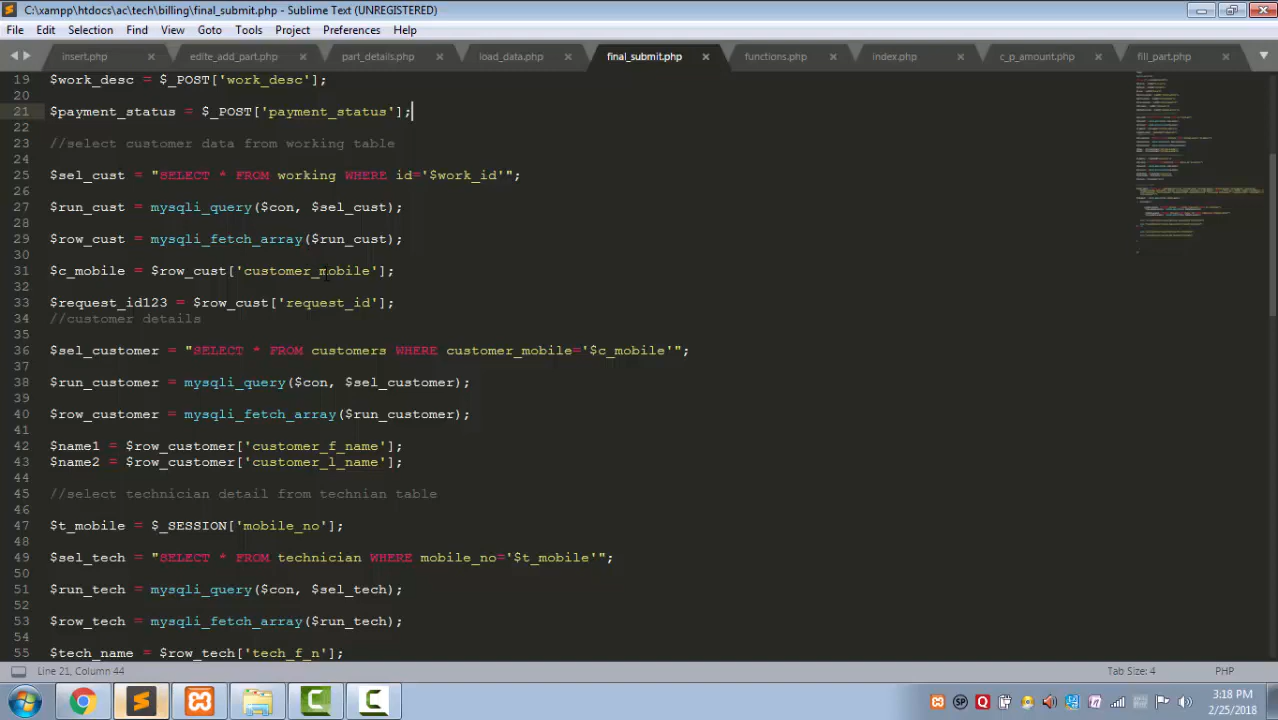 C:\xampp\htdocs\ac\tech\billing\final_submit.php - Sublime Text (UNREGISTERED)
File Edit Selection Find View Goto Tools Project Preferences Help
insert.php edite_add_part.php part_details.php load_data.php final_submit.php functions.php index.php c_p_amount.php fill_part.php
19 $work_desc = $_POST['work_desc'];
20
21 $payment_status = $_POST['payment_status'];
22
23 //select customer data from working table
24
25 $sel_cust = "SELECT * FROM working WHERE id='$work_id'";
26
27 $run_cust = mysqli_query($con, $sel_cust);
28
29 $row_cust = mysqli_fetch_array($run_cust);
30
31 $c_mobile = $row_cust['customer_mobile'];
32
33 $request_id123 = $row_cust['request_id'];
34 //customer details
35
36 $sel_customer = "SELECT * FROM customers WHERE customer_mobile='$c_mobile'";
37
38 $run_customer = mysqli_query($con, $sel_customer);
39
40 $row_customer = mysqli_fetch_array($run_customer);
41
42 $name1 = $row_customer['customer_f_name'];
43 $name2 = $row_customer['customer_l_name'];
44
45 //select technician detail from technian table
46
47 $t_mobile = $_SESSION['mobile_no'];
48
49 $sel_tech = "SELECT * FROM technician WHERE mobile_no='$t_mobile'";
50
51 $run_tech = mysqli_query($con, $sel_tech);
52
53 $row_tech = mysqli_fetch_array($run_tech);
54
55 $tech_name = $row_tech['tech_f_n'];
Line 21, Column 44 Tab Size: 4 PHP
3:18 PM
2/25/2018